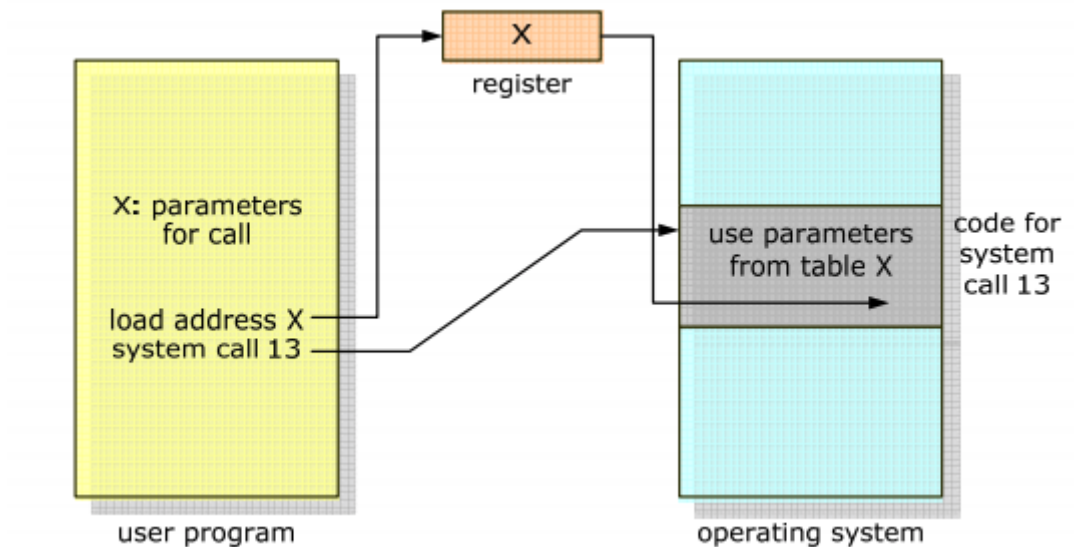 X
register
X: parameters
for call
load address X
system call 13
use parameters
from table X
code for
system
call 13
user program
operating system